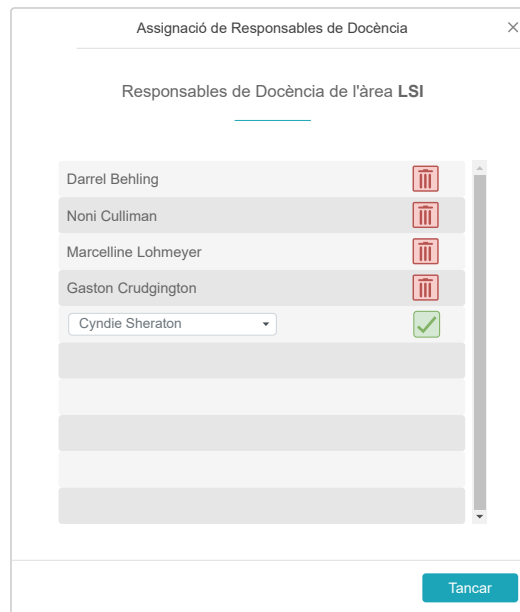 Assignació de Responsables de Docència
Responsables de Docència de l'àrea LSI
Darrel Behling
Noni Culliman
Marcelline Lohmeyer
Gaston Crudgington
Cyndie Sheraton
Tancar